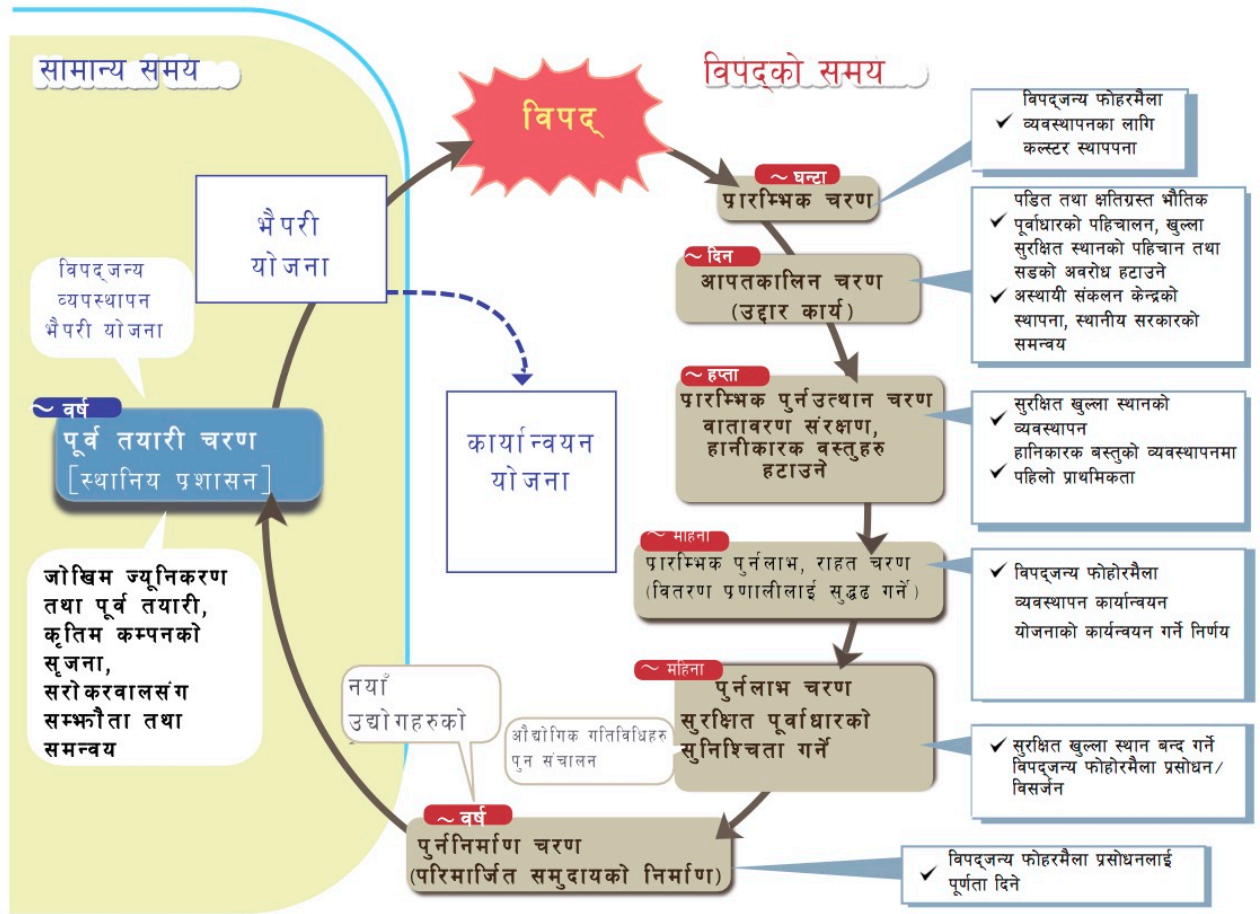 सामान्य समय
विपद्को समय
विपद्
भैपरी
योजना
विपद्जन्य
व्यपस्थापन
भैपरी योजना
~ वर्ष
पूर्व तयारी चरण
[स्थानिय प्रशासन]
जोखिम ज्यूनिकरण
तथा पूर्व तयारी,
कृतिम कम्पनको
सृजना,
सरोकरवालसंग
सम्झौता तथा
समन्वय
कार्यान्वयन
योजना
~ घन्टा
प्रारम्भिक चरण
विपद्जन्य फोहरमैला
✓ व्यवस्थापनका लागि
कल्स्टर स्थापपना
~ दिन
आपतकालिन चरण
(उद्दार कार्य)
पडित तथा क्षतिग्रस्त भौतिक
✓ पूर्वाधारको पहिचालन, खुल्ला
सुरक्षित स्थानको पहिचान तथा
सडको अवरोध हटाउने
✓ अस्थायी संकलन केन्द्रको
स्थापना, स्थानीय सरकारको
समन्वय
~ हप्ता
प्रारम्भिक पुर्नउत्थान चरण
वातावरण संरक्षण,
हानीकारक वस्तुहरु
हटाउने
✓ सुरक्षित खुल्ला स्थानको
व्यवस्थापन
हानिकारक बस्तुको व्यवस्थापनमा
✓ पहिलो प्राथमिकता
~ महिना
प्रारम्भिक पुर्नलाभ, राहत चरण
(वितरण प्रणालीलाई सुद्धढ गर्ने)
✓ विपद्जन्य फोहोरमैला
व्यवस्थापन कार्यान्वयन
योजनाको कार्यन्वयन गर्ने निर्णय
~ महिना
पुर्नलाभ चरण
सुरक्षित पूर्वाधारको
सुनिश्चिता गर्ने
औद्योगिक गतिविधिहरु
पुन संचालन
✓ सुरक्षित खुल्ला स्थान बन्द गर्ने
विपद्जन्य फोहोरमैला प्रसोधन/
विसर्जन
नयाँ
उद्योगहरुको
~ वर्ष
पुर्ननिर्माण चरण
(परिमार्जित समुदायको निर्माण)
✓ विपद्जन्य फोहरमैला प्रसोधनलाई
पूर्णता दिने